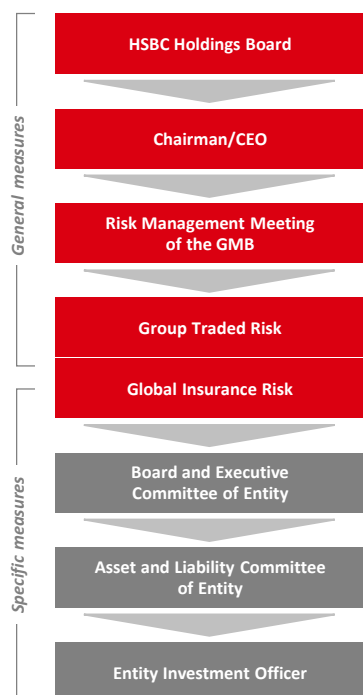 General measures
HSBC Holdings Board
Chairman/CEO
Risk Management Meeting
of the GMB
Group Traded Risk
Specific measures
Global Insurance Risk
Board and Executive
Committee of Entity
Asset and Liability Committee
of Entity
Entity Investment Officer